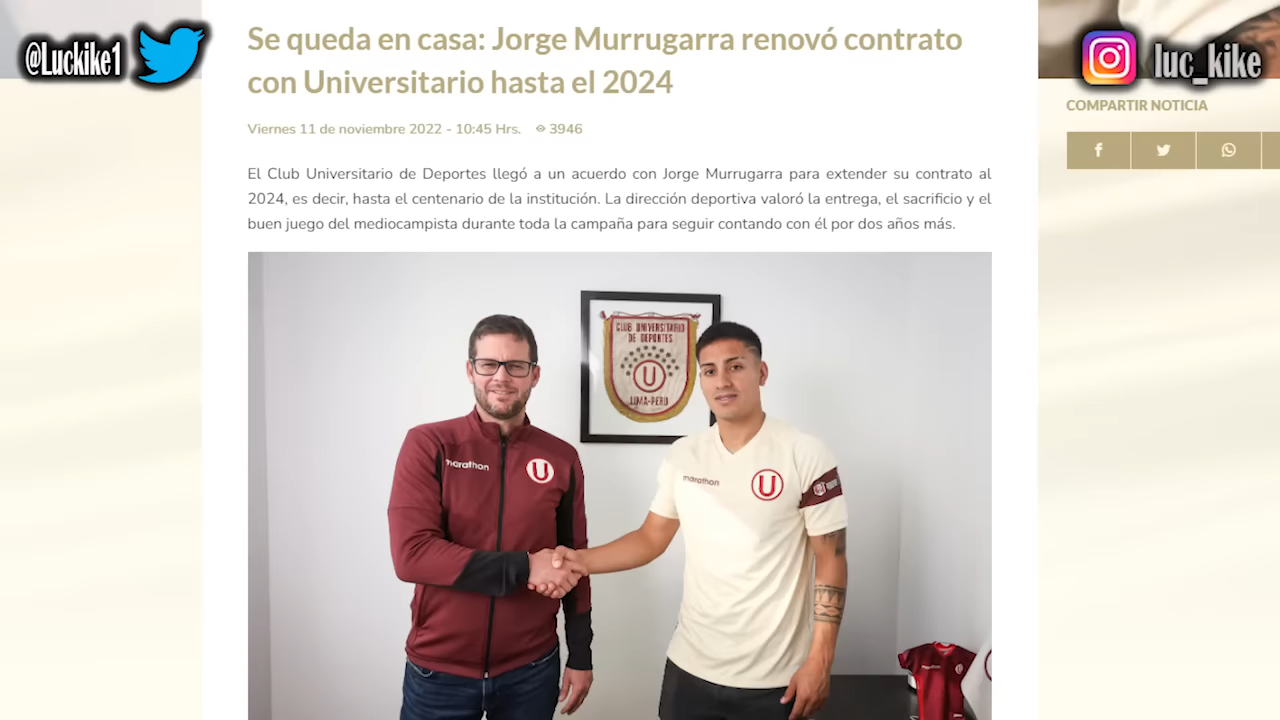 @Luckike1
luc_kike
Se queda en casa: Jorge Murrugarra renovó contrato
con Universitario hasta el 2024
Viernes 11 de noviembre 2022 - 10:45 Hrs. 3946
COMPARTIR NOTICIA
El Club Universitario de Deportes llegó a un acuerdo con Jorge Murrugarra para extender su contrato al
2024, es decir, hasta el centenario de la institución. La dirección deportiva valoró la entrega, el sacrificio y el
buen juego del mediocampista durante toda la campaña para seguir contando con él por dos años más.
CLUB UNIVERSITARIO
DE DEPORTES
U
LIMA-PERU
marathon
U
marathon
U
marathon